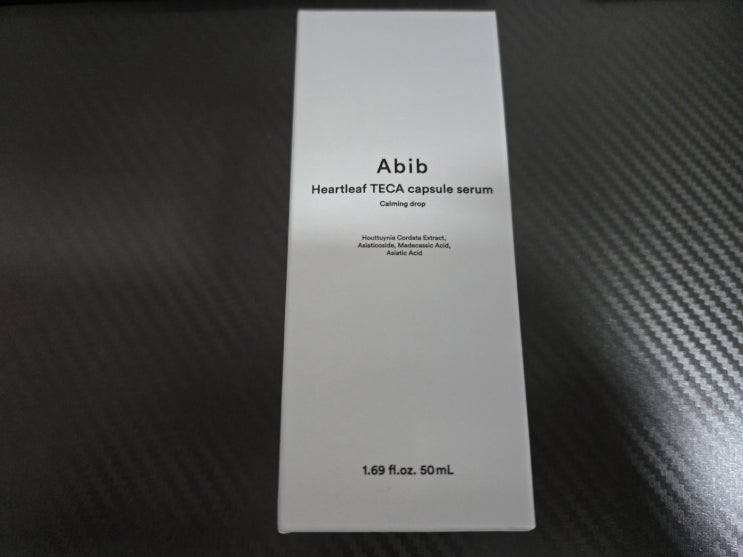 Abib
Heartleaf TECA capsule serum
Calming drop
Houttuynia Cordata Extract,
Asiaticoside, Madecassic Acid,
Asiatic Acid
1.69 fl.oz. 50mL